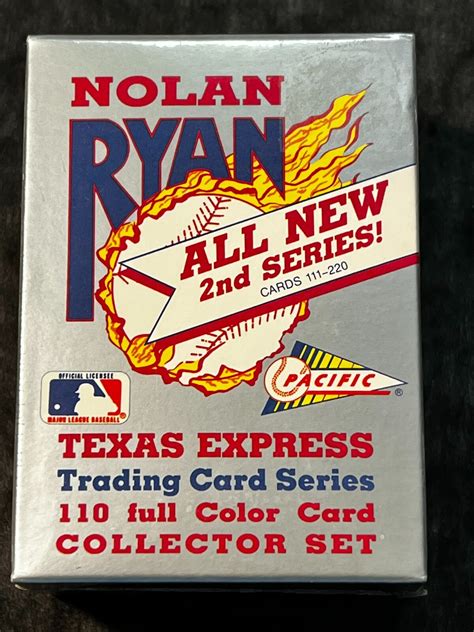 NOLAN
RYAN
ALL NEW
2nd SERIES!
CARDS 111-220
OFFICIAL LICENSEE
MAJOR LEAGUE BASEBALL
PACIFIC
®
TEXAS EXPRESS
Trading Card Series
110 full Color Card
COLLECTOR SET